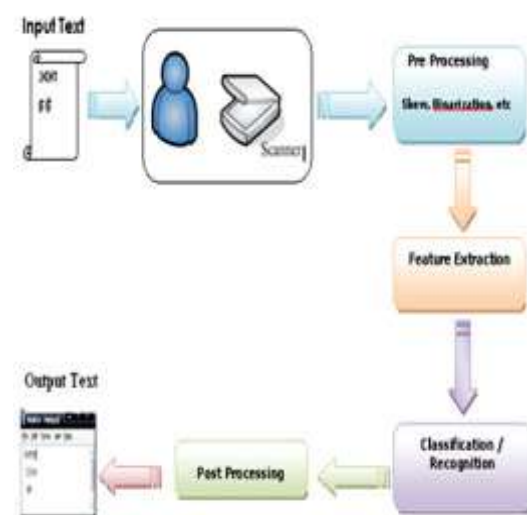 Input Text
Scanner
Pre Processing
Skew, Binarization, etc
Feature Extraction
Classification /
Recognition
Post Processing
Output Text